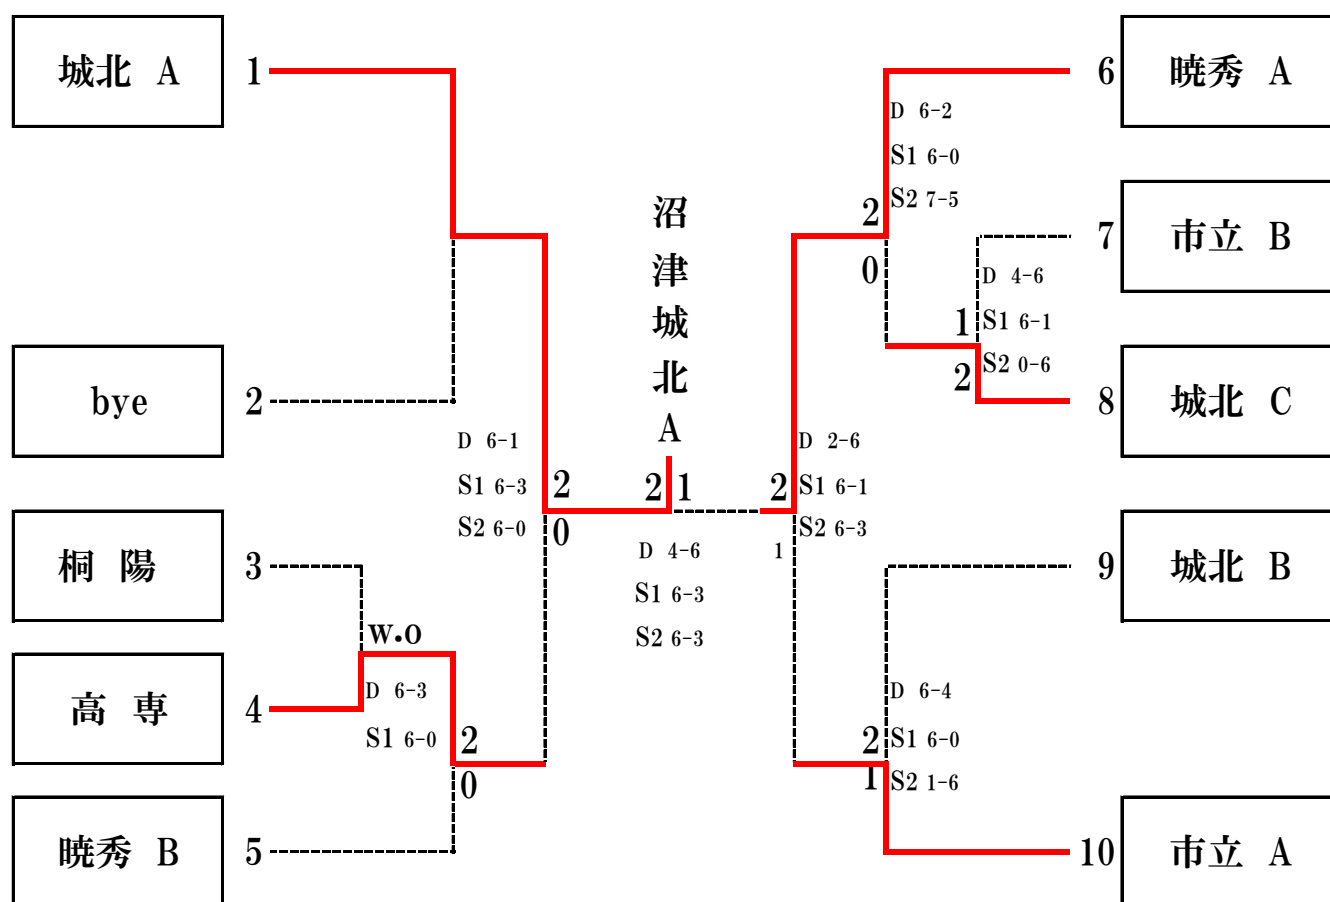 城北 A 1
bye 2
桐 陽 3
高 専 4
暁秀 B 5
w.o
D 6-3
S1 6-0
2
0
D 6-1
S1 6-3
S2 6-0
2
0
沼津城北A
2 1
D 4-6
S1 6-3
S2 6-3
2
1
D 2-6
S1 6-1
S2 6-3
D 6-2
S1 6-0
S2 7-5
2
0
D 4-6
S1 6-1
S2 0-6
1
2
D 6-4
S1 6-0
S2 1-6
2
1
6 暁秀 A
7 市立 B
8 城北 C
9 城北 B
10 市立 A